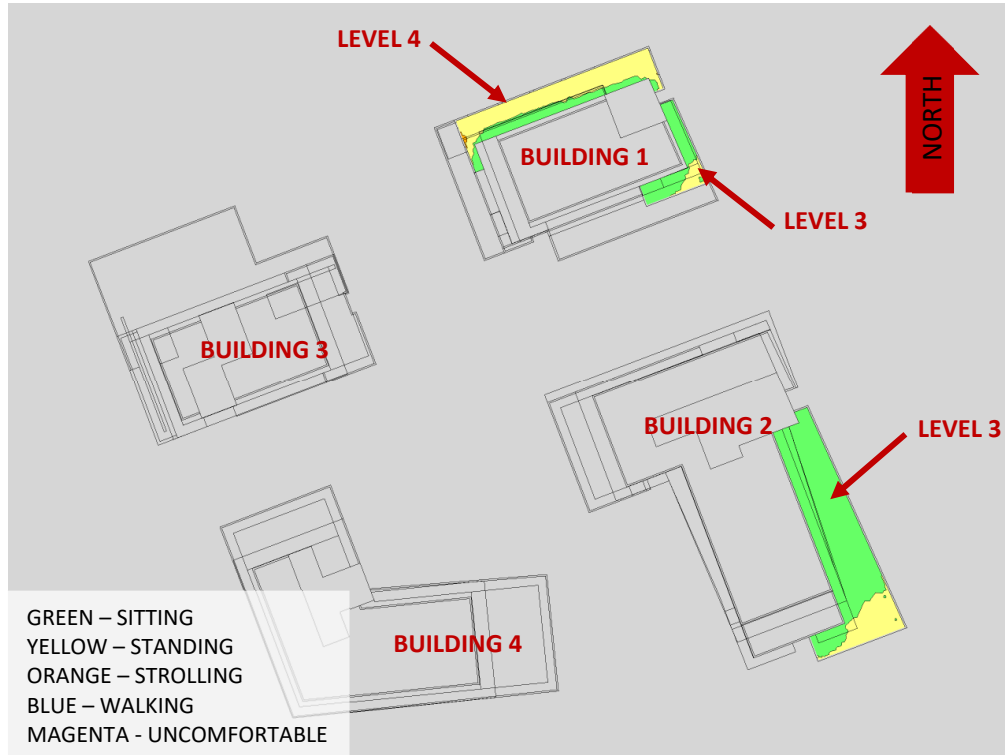 LEVEL 4
NORTH
BUILDING 1
LEVEL 3
BUILDING 3
BUILDING 2
LEVEL 3
BUILDING 4
GREEN – SITTING
YELLOW – STANDING
ORANGE – STROLLING
BLUE – WALKING
MAGENTA - UNCOMFORTABLE